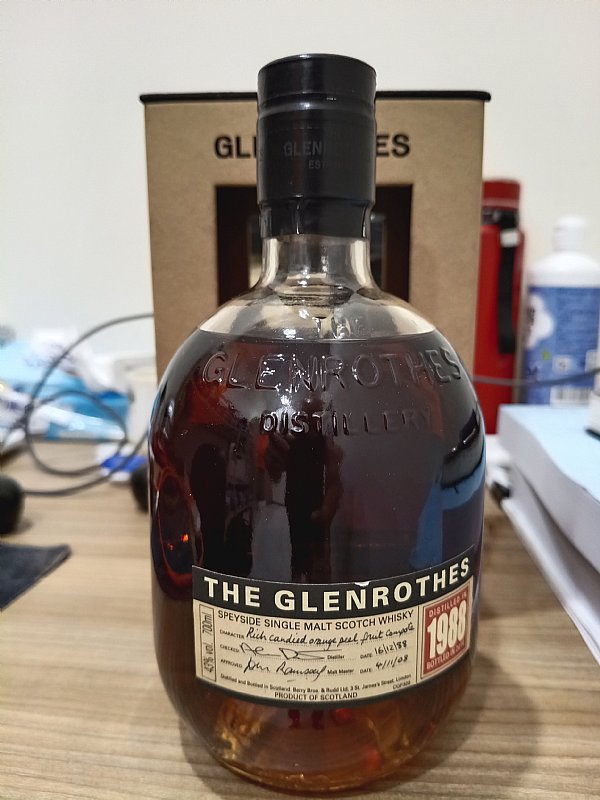 GLENROTHES
GLENROTHES
DISTILLERY
THE GLENROTHES
SPEYSIDE SINGLE MALT SCOTCH WHISKY
CHARACTER Rich candied orange peel, fruit compote
CHECKED Distiller DATE: 16/12/88
APPROVED John Ramsay Malt Master DATE: 4/11/08
Distilled and Bottled in Scotland. Berry Bros. & Rudd Ltd, 3 St. James's Street, London
PRODUCT OF SCOTLAND
43% vol. 700ml
DISTILLED IN
1988